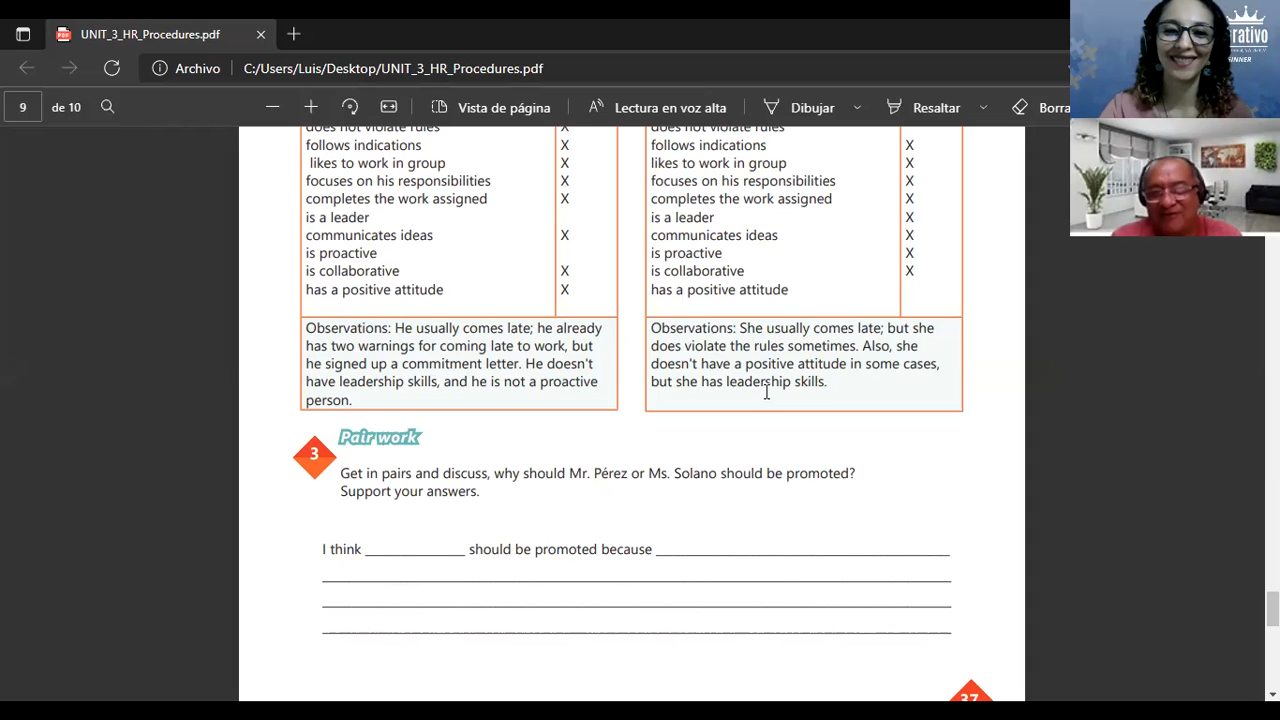 UNIT_3_HR_Procedures.pdf
Archivo C:/Users/Luis/Desktop/UNIT_3_HR_Procedures.pdf
9 de 10 Vista de página Lectura en voz alta Dibujar Resaltar Borra
rativo
INNER
does not violate rules
follows indications X
likes to work in group X
focuses on his responsibilities X
completes the work assigned X
is a leader
communicates ideas X
is proactive
is collaborative X
has a positive attitude X
Observations: He usually comes late; he already
has two warnings for coming late to work, but
he signed up a commitment letter. He doesn't
have leadership skills, and he is not a proactive
person.
does not violate rules
follows indications X
likes to work in group X
focuses on his responsibilities X
completes the work assigned X
is a leader X
communicates ideas X
is proactive X
is collaborative X
has a positive attitude
Observations: She usually comes late; but she
does violate the rules sometimes. Also, she
doesn't have a positive attitude in some cases,
but she has leadership skills.
3 Pair work
Get in pairs and discuss, why should Mr. Pérez or Ms. Solano should be promoted?
Support your answers.
I think ______________ should be promoted because ______________
37